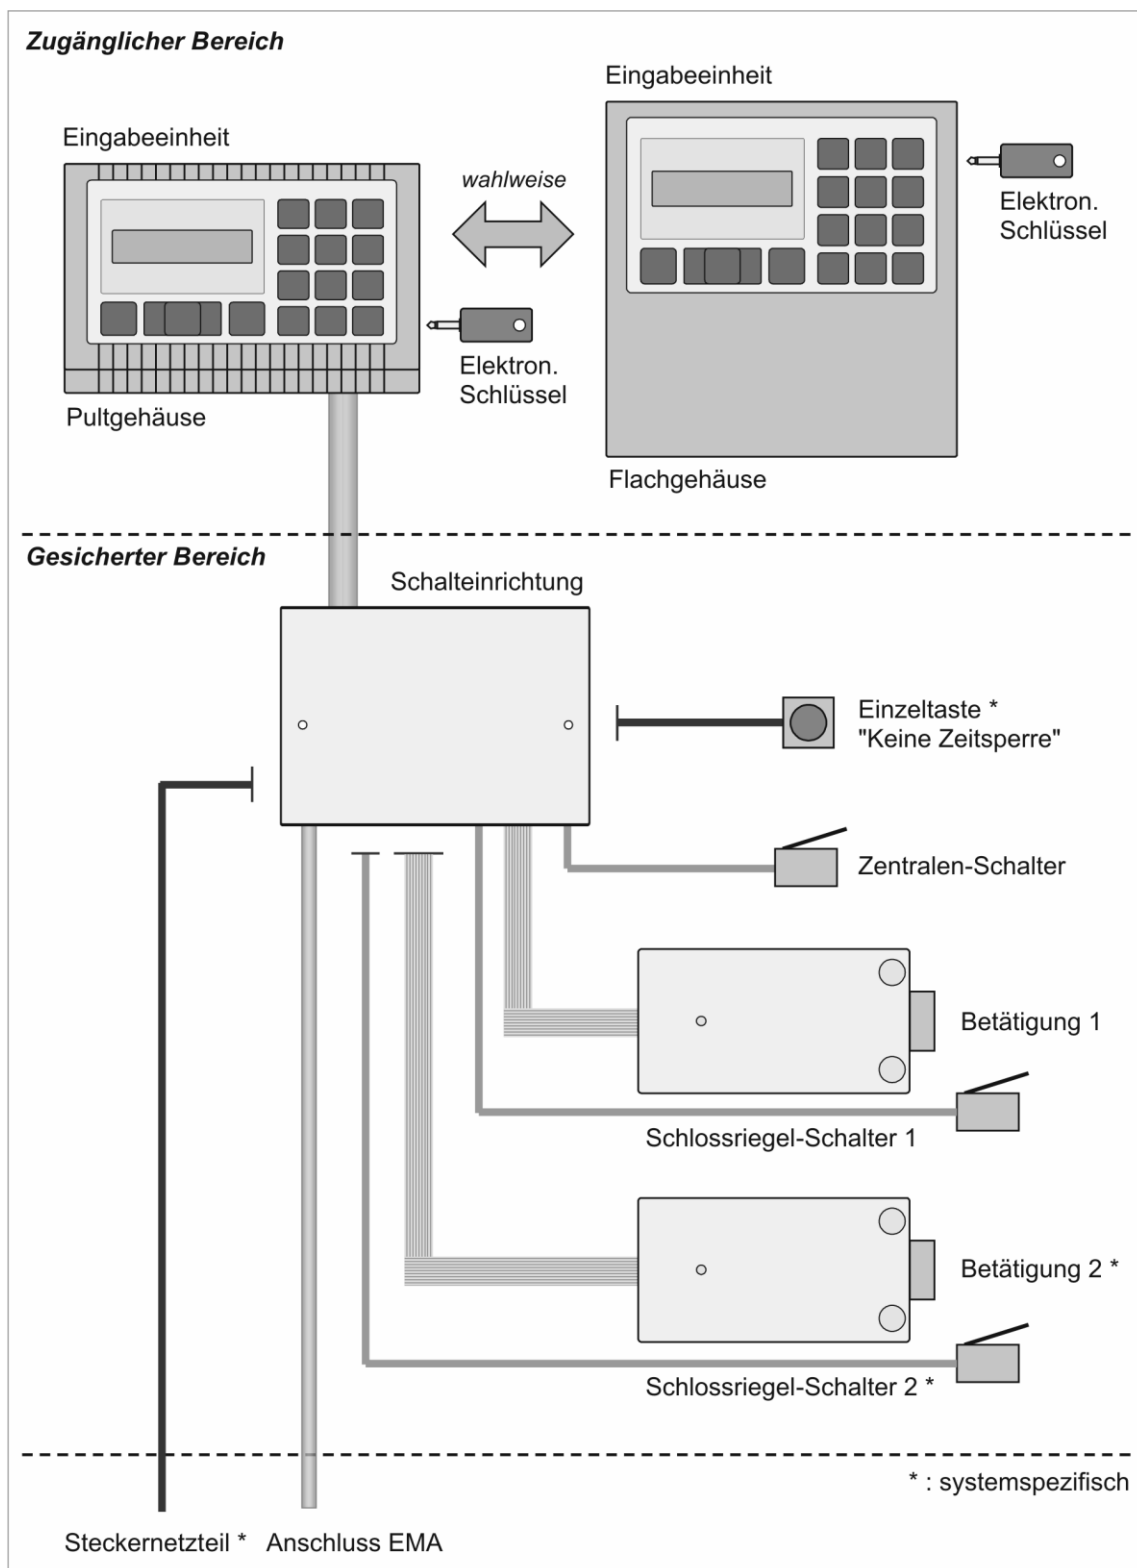 Zugänglicher Bereich
Eingabeeinheit
Eingabeeinheit
wahlweise
Elektron.
Schlüssel
Elektron.
Schlüssel
Pultgehäuse
Flachgehäuse
Gesicherter Bereich
Schalteinrichtung
Einzeltaste *
"Keine Zeitsperre"
Zentralen-Schalter
Betätigung 1
Schlossriegel-Schalter 1
Betätigung 2 *
Schlossriegel-Schalter 2 *
* : systemspezifisch
Steckernetzteil * Anschluss EMA